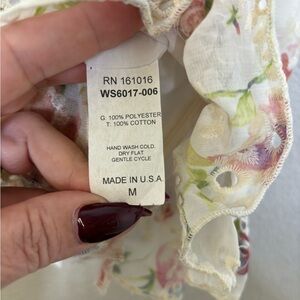 RN 161016
WS6017-006
G: 100% POLYESTER
T: 100% COTTON
HAND WASH COLD.
DRY FLAT
GENTLE CYCLE
MADE IN U.S.A
M